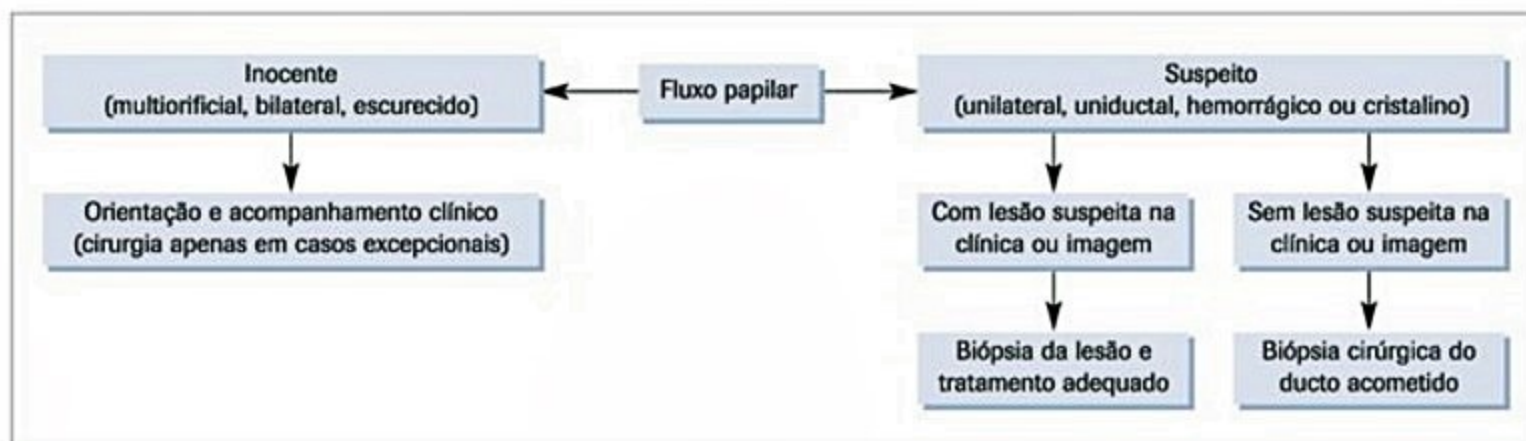 Inocente
(multiorificial, bilateral, escurecido)
Fluxo papilar
Suspeito
(unilateral, uniductal, hemorrágico ou cristalino)
Orientação e acompanhamento clínico
(cirurgia apenas em casos excepcionais)
Com lesão suspeita na
clínica ou imagem
Sem lesão suspeita na
clínica ou imagem
Biópsia da lesão e
tratamento adequado
Biópsia cirúrgica do
ducto acometido